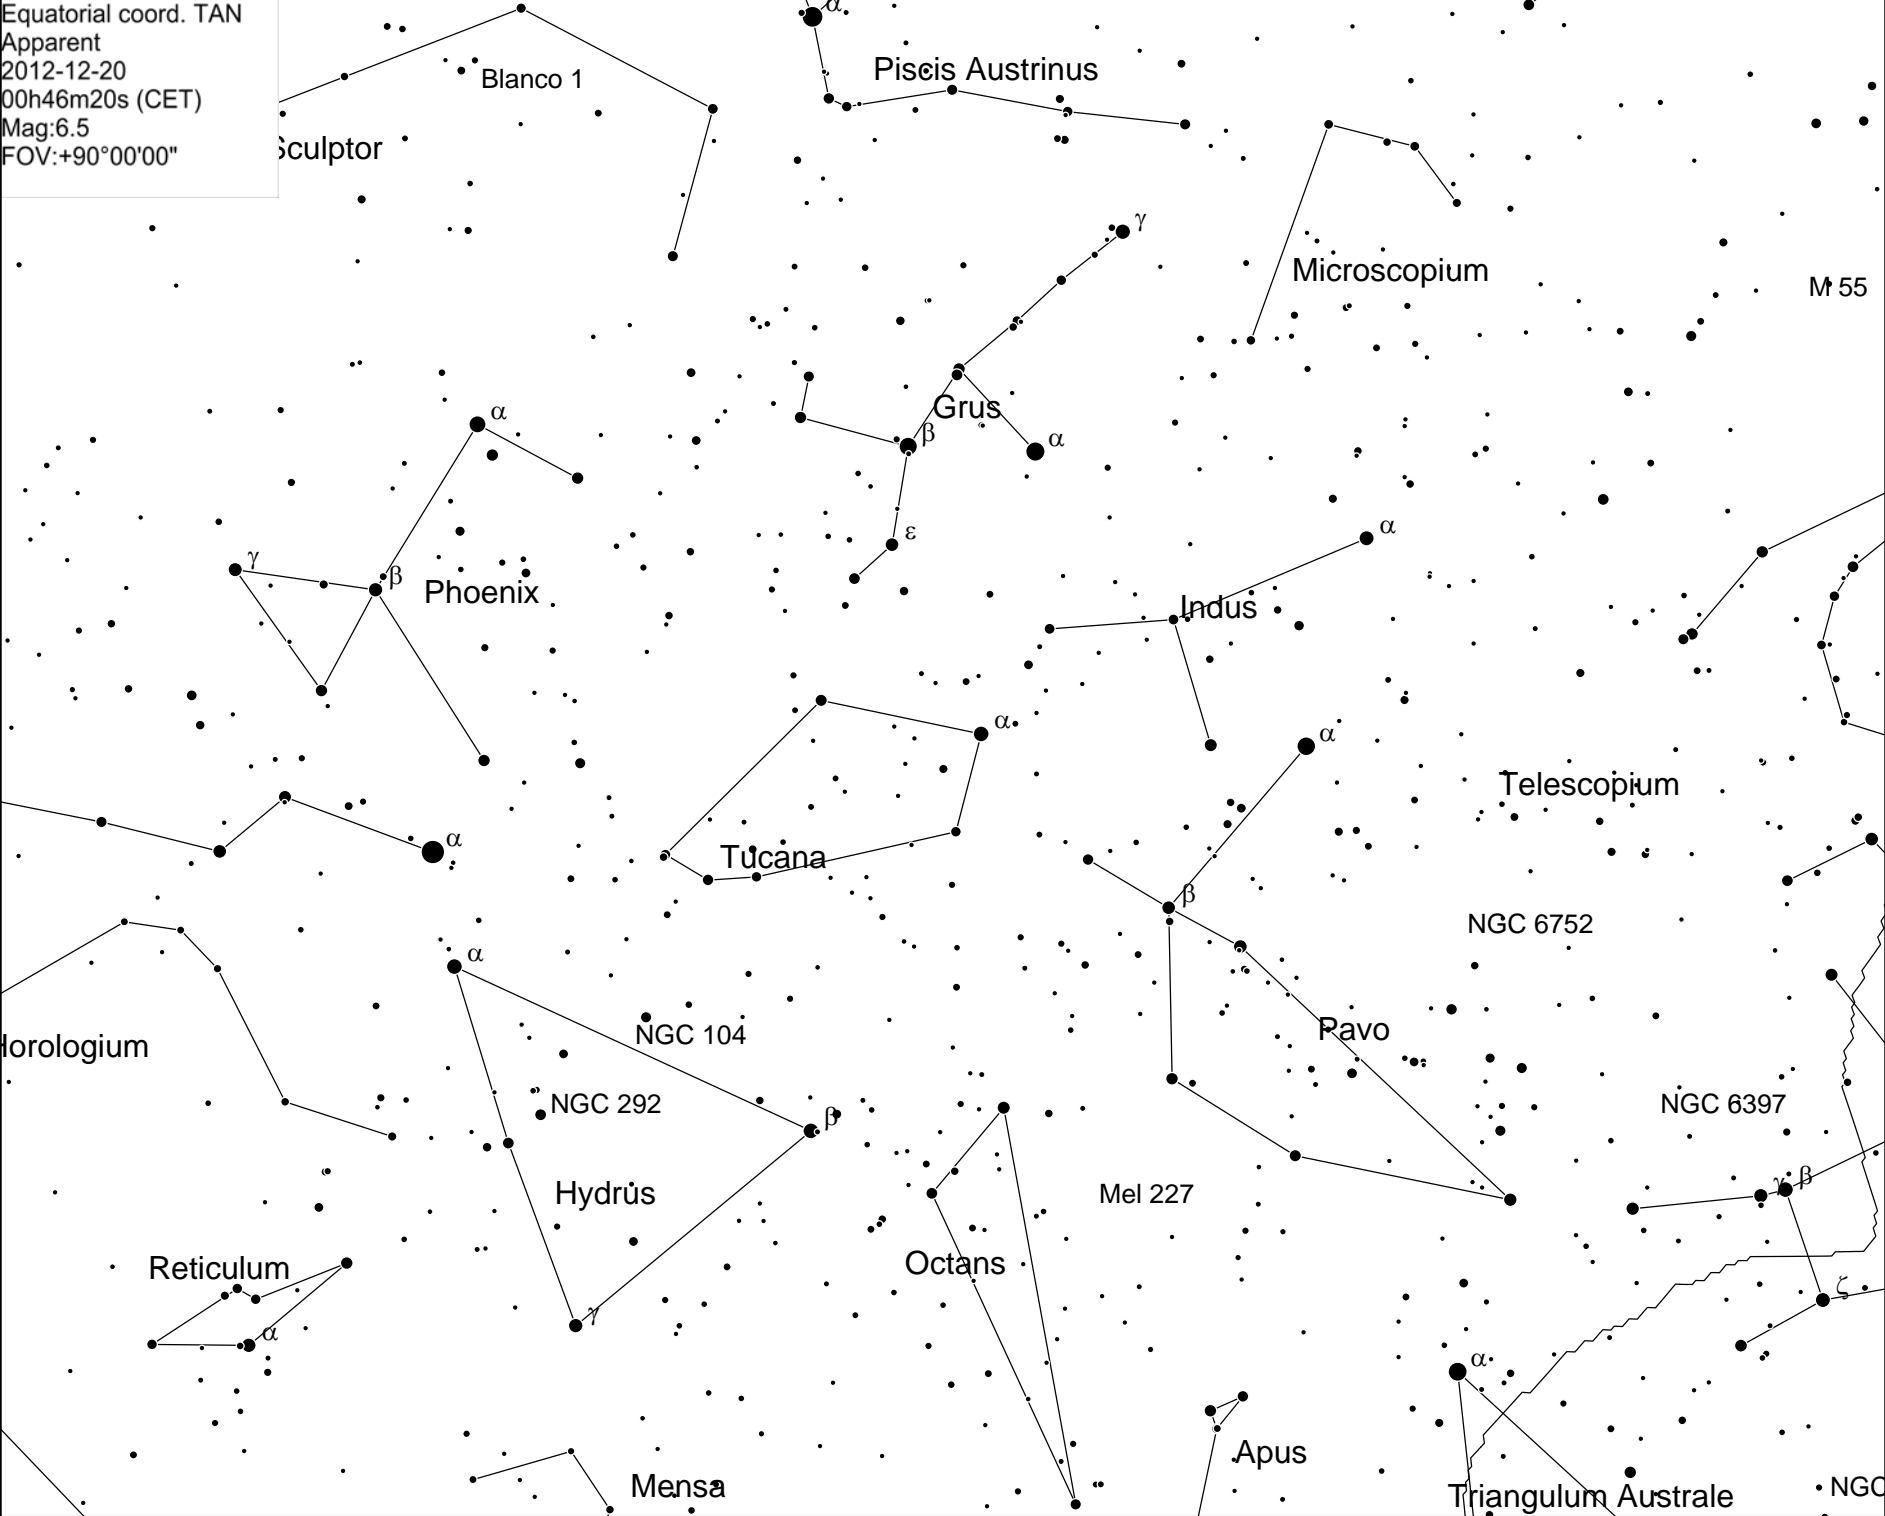 Equatorial coord. TAN
Apparent
2012-12-20
00h46m20s (CET)
Mag:6.5
FOV:+90°00'00"
α
Piscis Austrinus
Blanco 1
Sculptor
γ
Microscopium
M 55
Grus
α
β
α
ε
α
γ
β
Phoenix
Indus
α
α
Telescopium
α
Tucana
β
NGC 6752
α
NGC 104
Pavo
Horologium
NGC 292
β
NGC 6397
Hydrus
Mel 227
γ β
Reticulum
Octans
ζ
γ
α
α
Apus
Mensa
Triangulum Australe
NGC